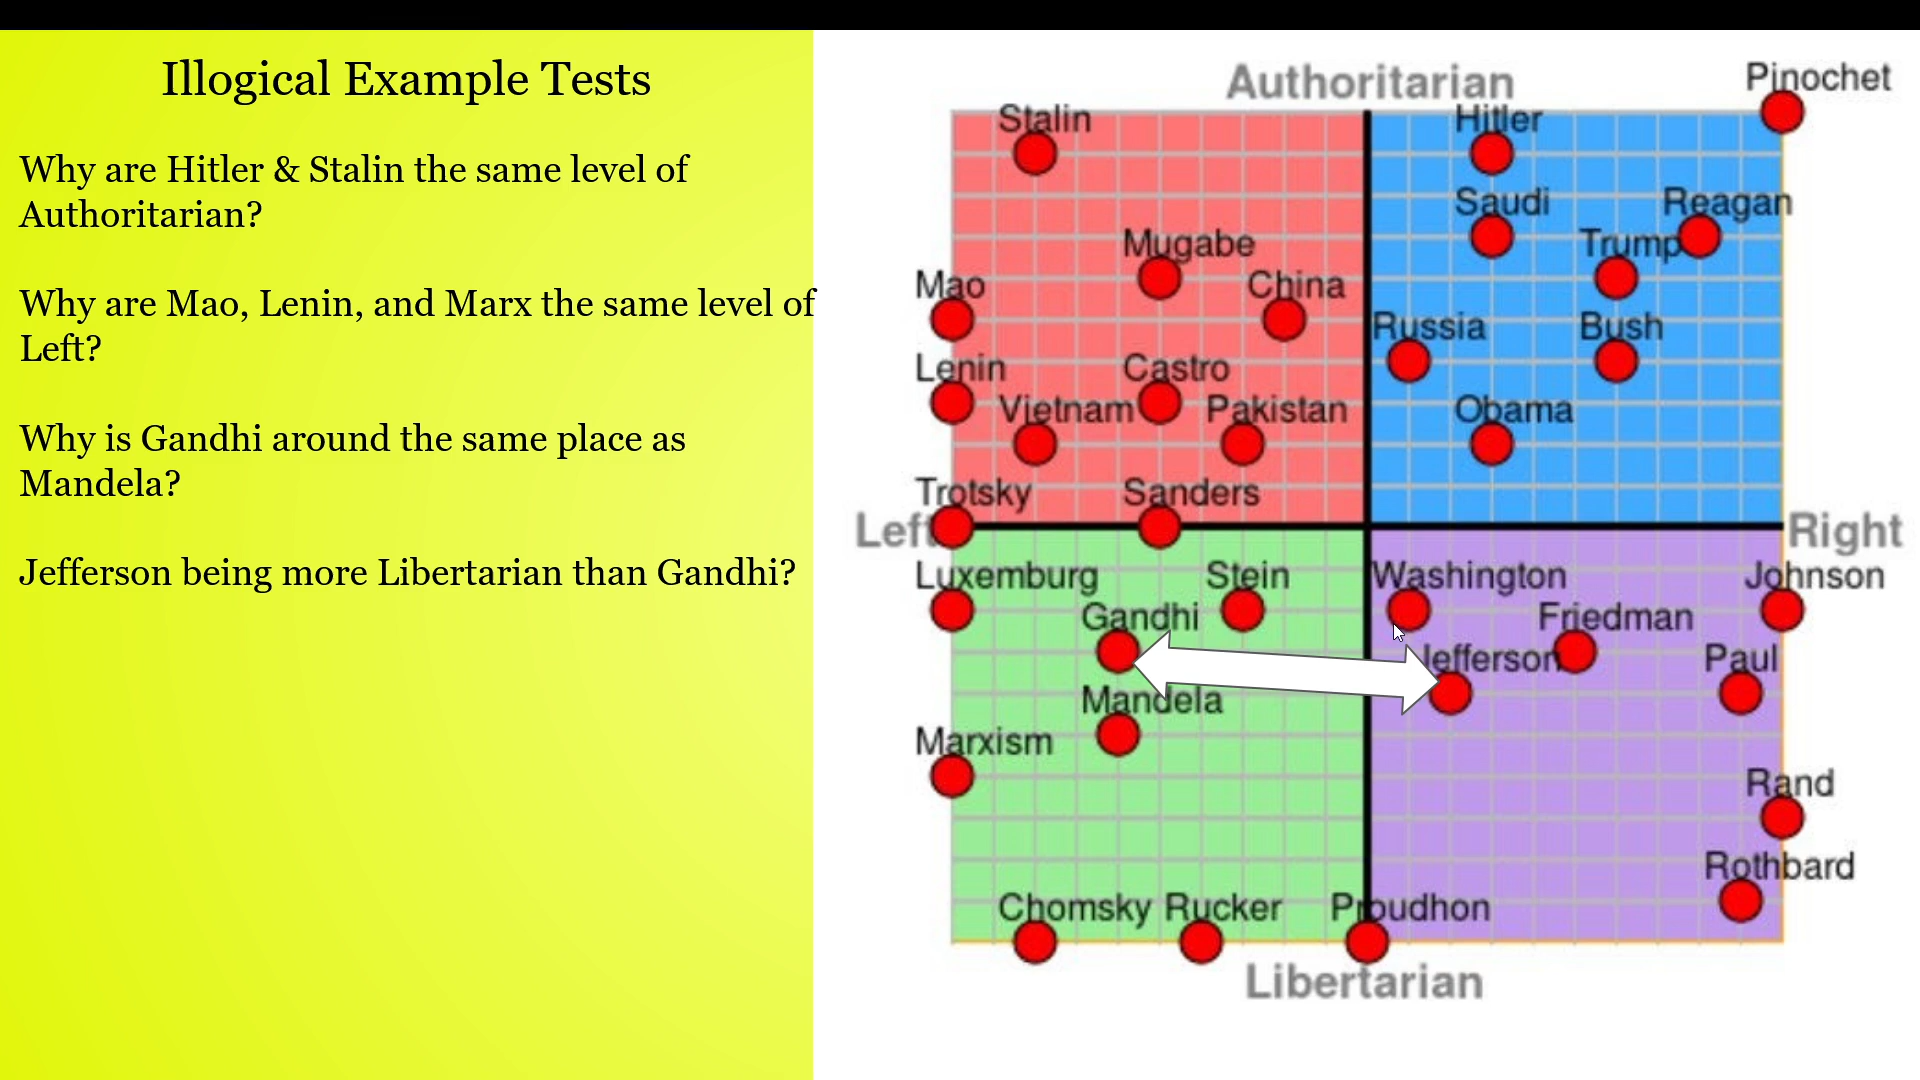 Illogical Example Tests
Why are Hitler & Stalin the same level of
Authoritarian?
Why are Mao, Lenin, and Marx the same level of
Left?
Why is Gandhi around the same place as
Mandela?
Jefferson being more Libertarian than Gandhi?
Authoritarian
Pinochet
Stalin
Hitler
Saudi
Reagan
Mugabe
Trump
Mao
China
Russia
Bush
Lenin
Castro
Vietnam
Pakistan
Obama
Trotsky
Sanders
Left
Right
Luxemburg
Stein
Washington
Johnson
Gandhi
Friedman
Jefferson
Paul
Mandela
Marxism
Rand
Rothbard
Chomsky
Rucker
Proudhon
Libertarian